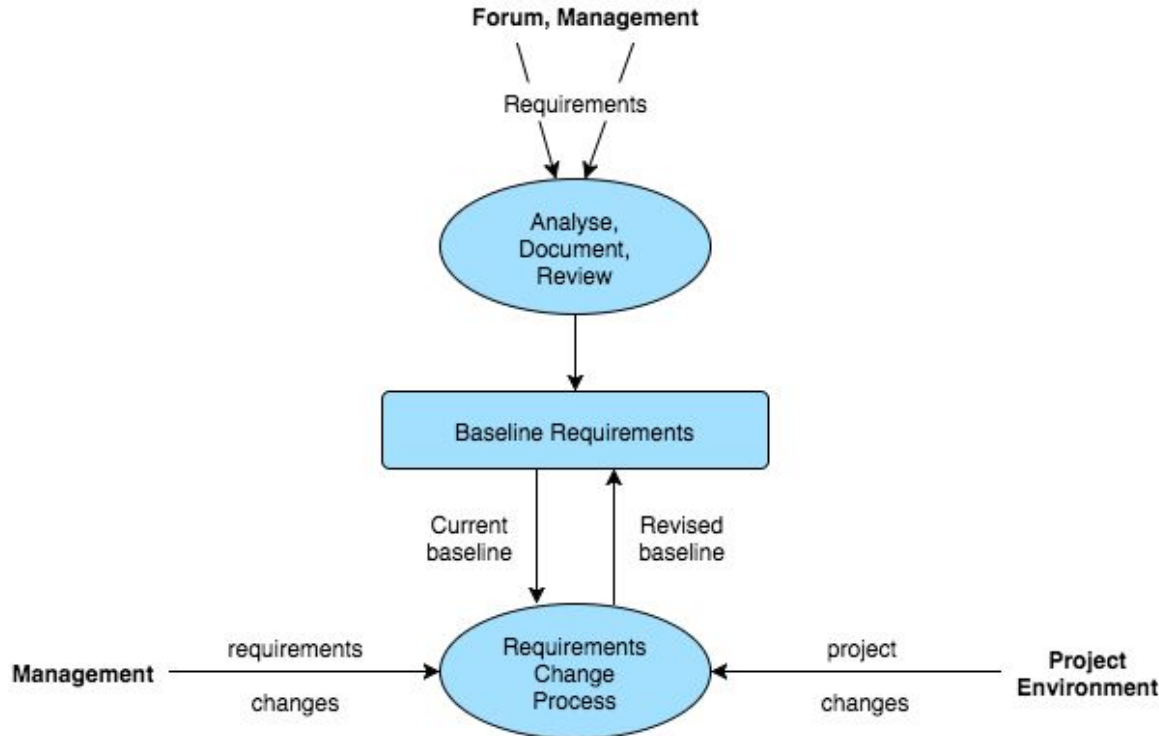 Forum, Management
Requirements
Analyse,
Document,
Review
Baseline Requirements
Current
baseline
Revised
baseline
Management
requirements
changes
Requirements
Change
Process
project
changes
Project
Environment